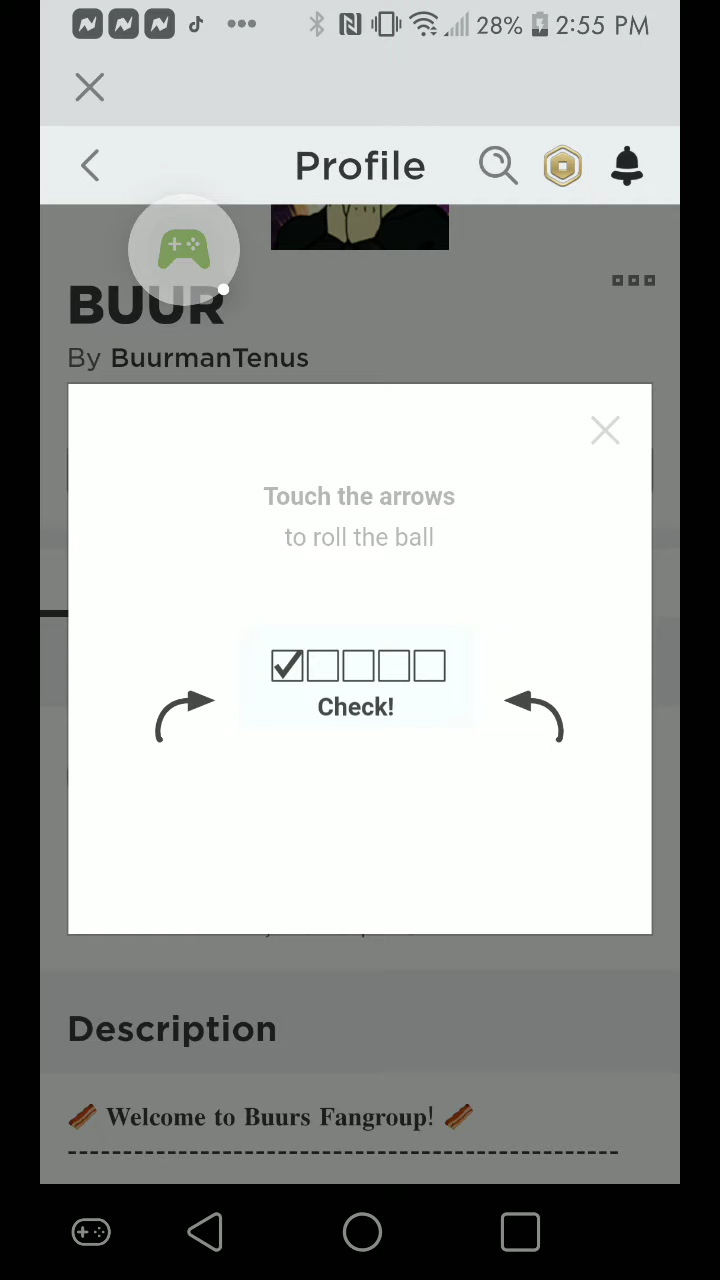 28% 2:55 PM
Profile
BUUR
By BuurmanTenus
Touch the arrows
to roll the ball
Check!
Description
🥓 Welcome to Buurs Fangroup! 🥓
--------------------------------------------------